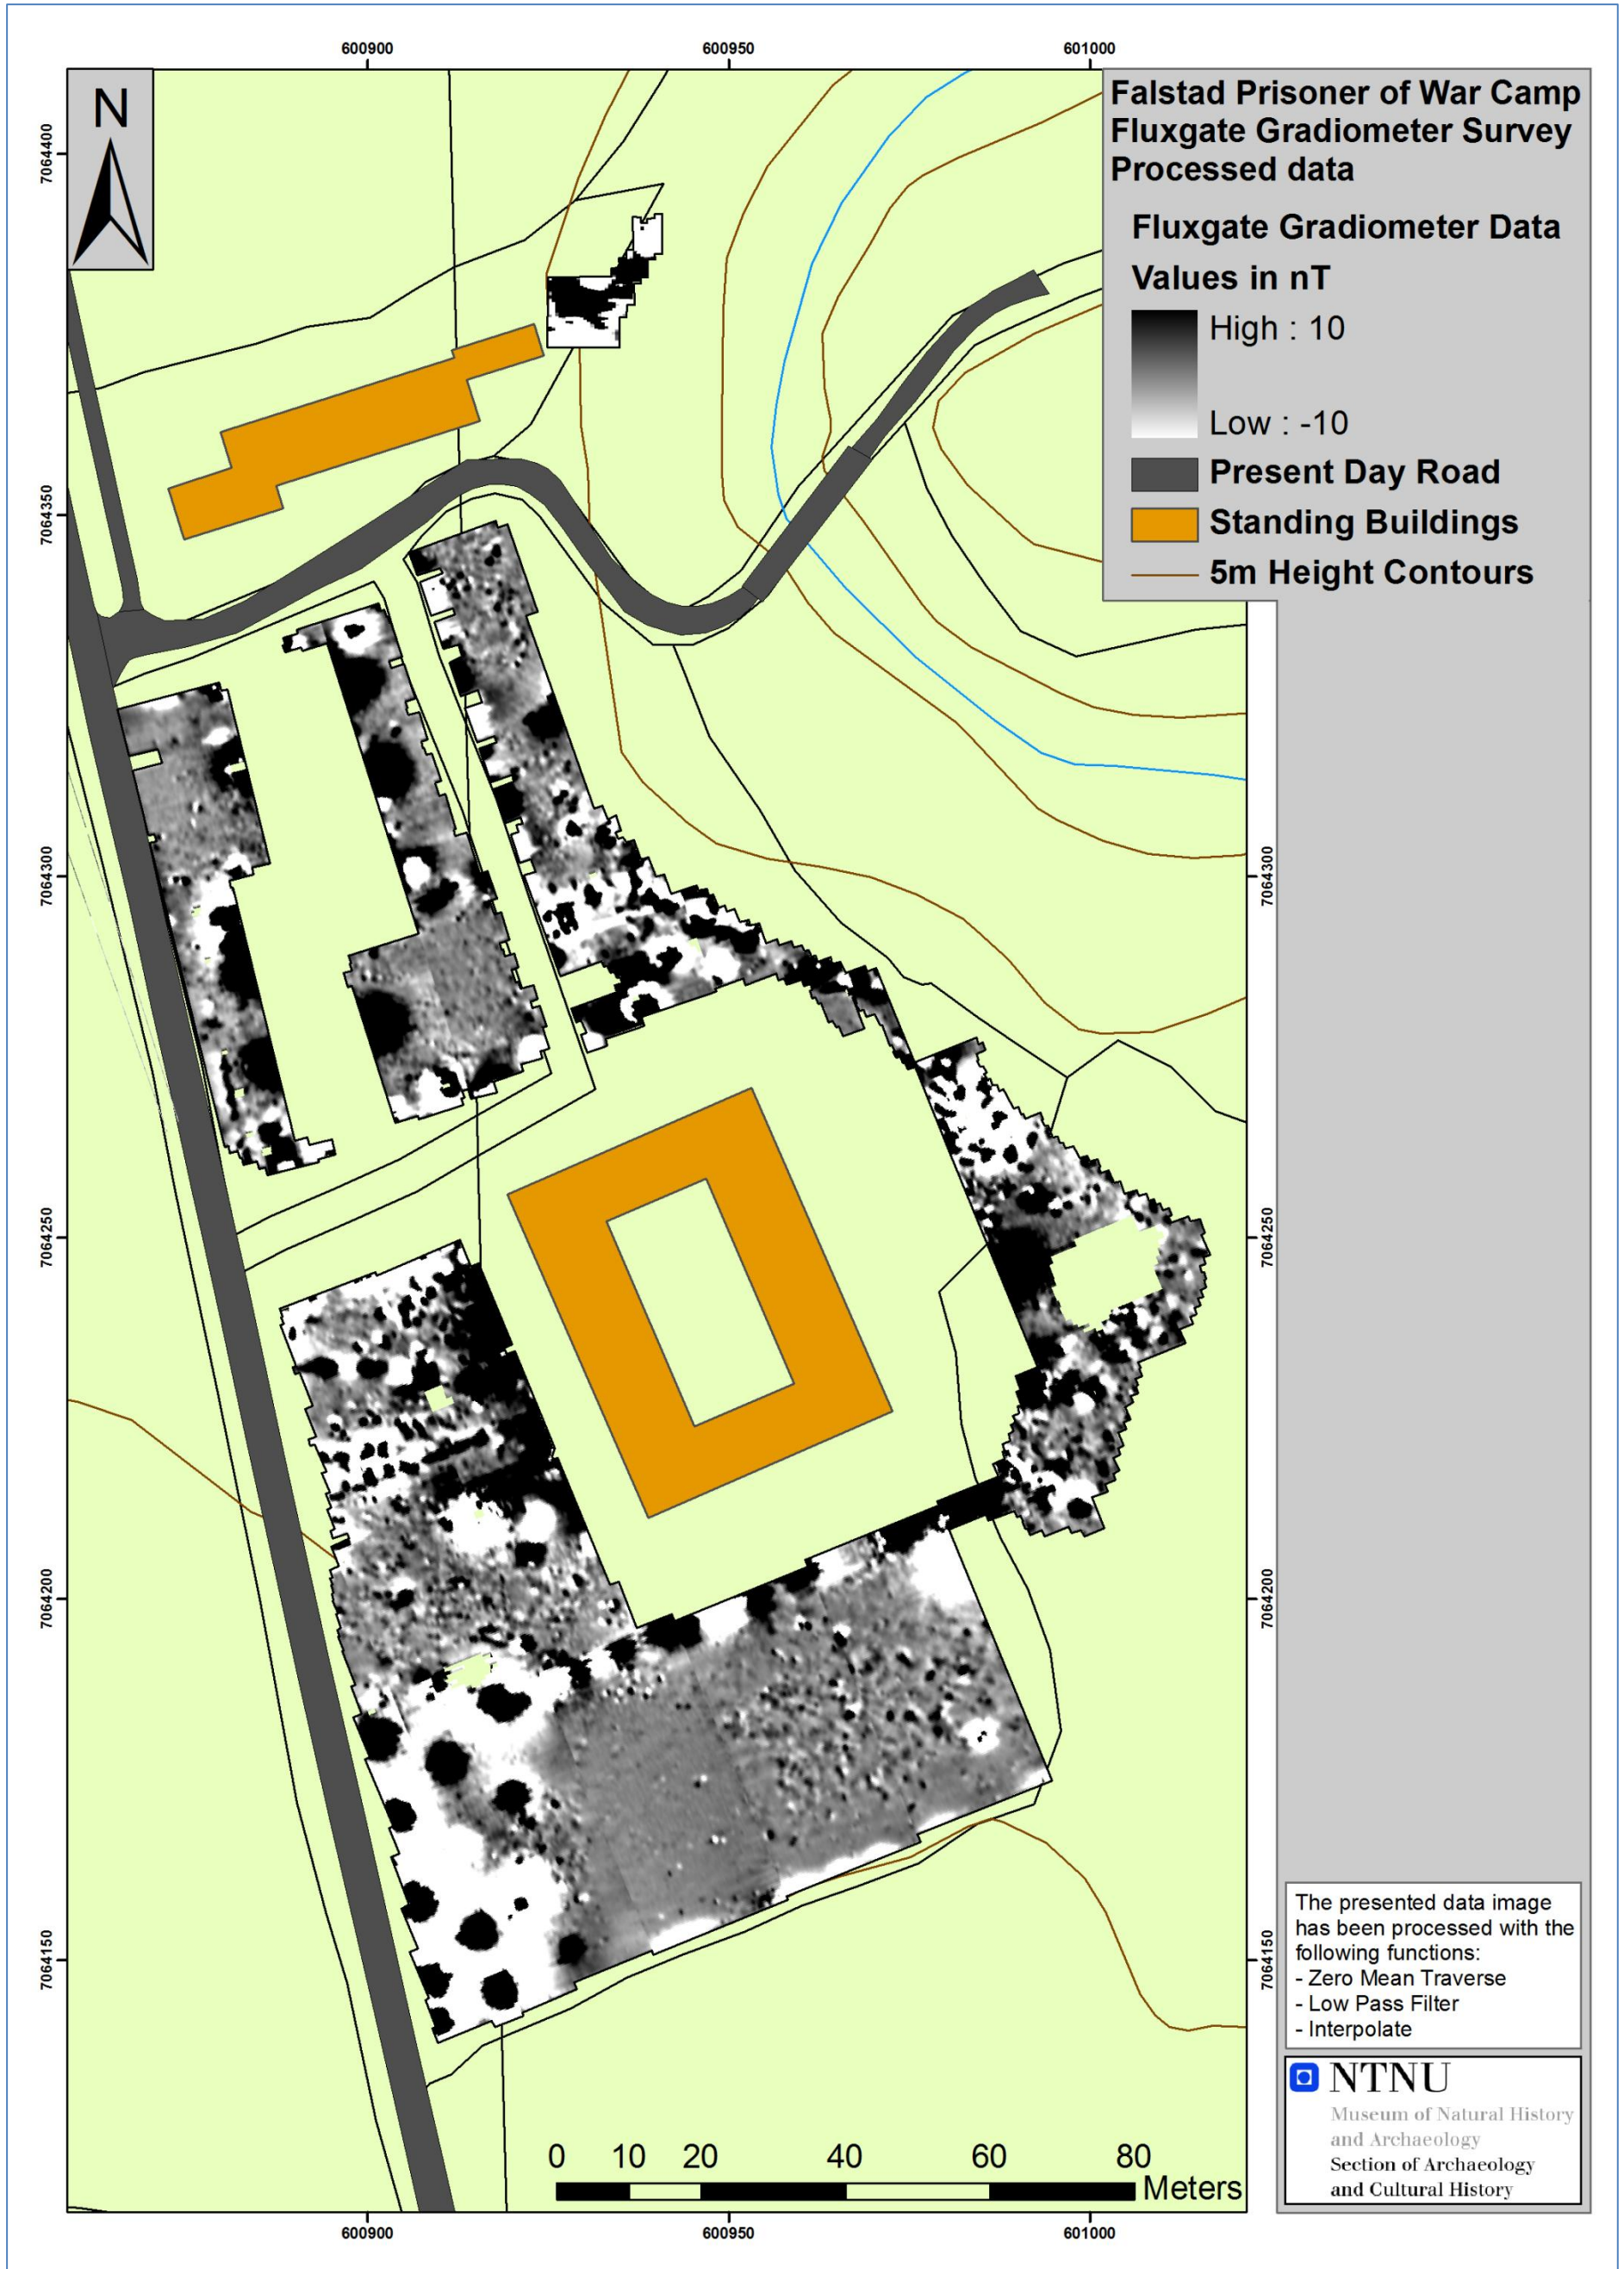 600900
600950
601000
7064400
7064350
7064300
7064250
7064200
7064150
N
Falstad Prisoner of War Camp
Fluxgate Gradiometer Survey
Processed data
Fluxgate Gradiometer Data
Values in nT
High : 10
Low : -10
Present Day Road
Standing Buildings
5m Height Contours
7064300
7064250
7064200
7064150
The presented data image
has been processed with the
following functions:
- Zero Mean Traverse
- Low Pass Filter
- Interpolate
NTNU
Museum of Natural History
and Archaeology
Section of Archaeology
and Cultural History
0 10 20 40 60 80
Meters
600900
600950
601000